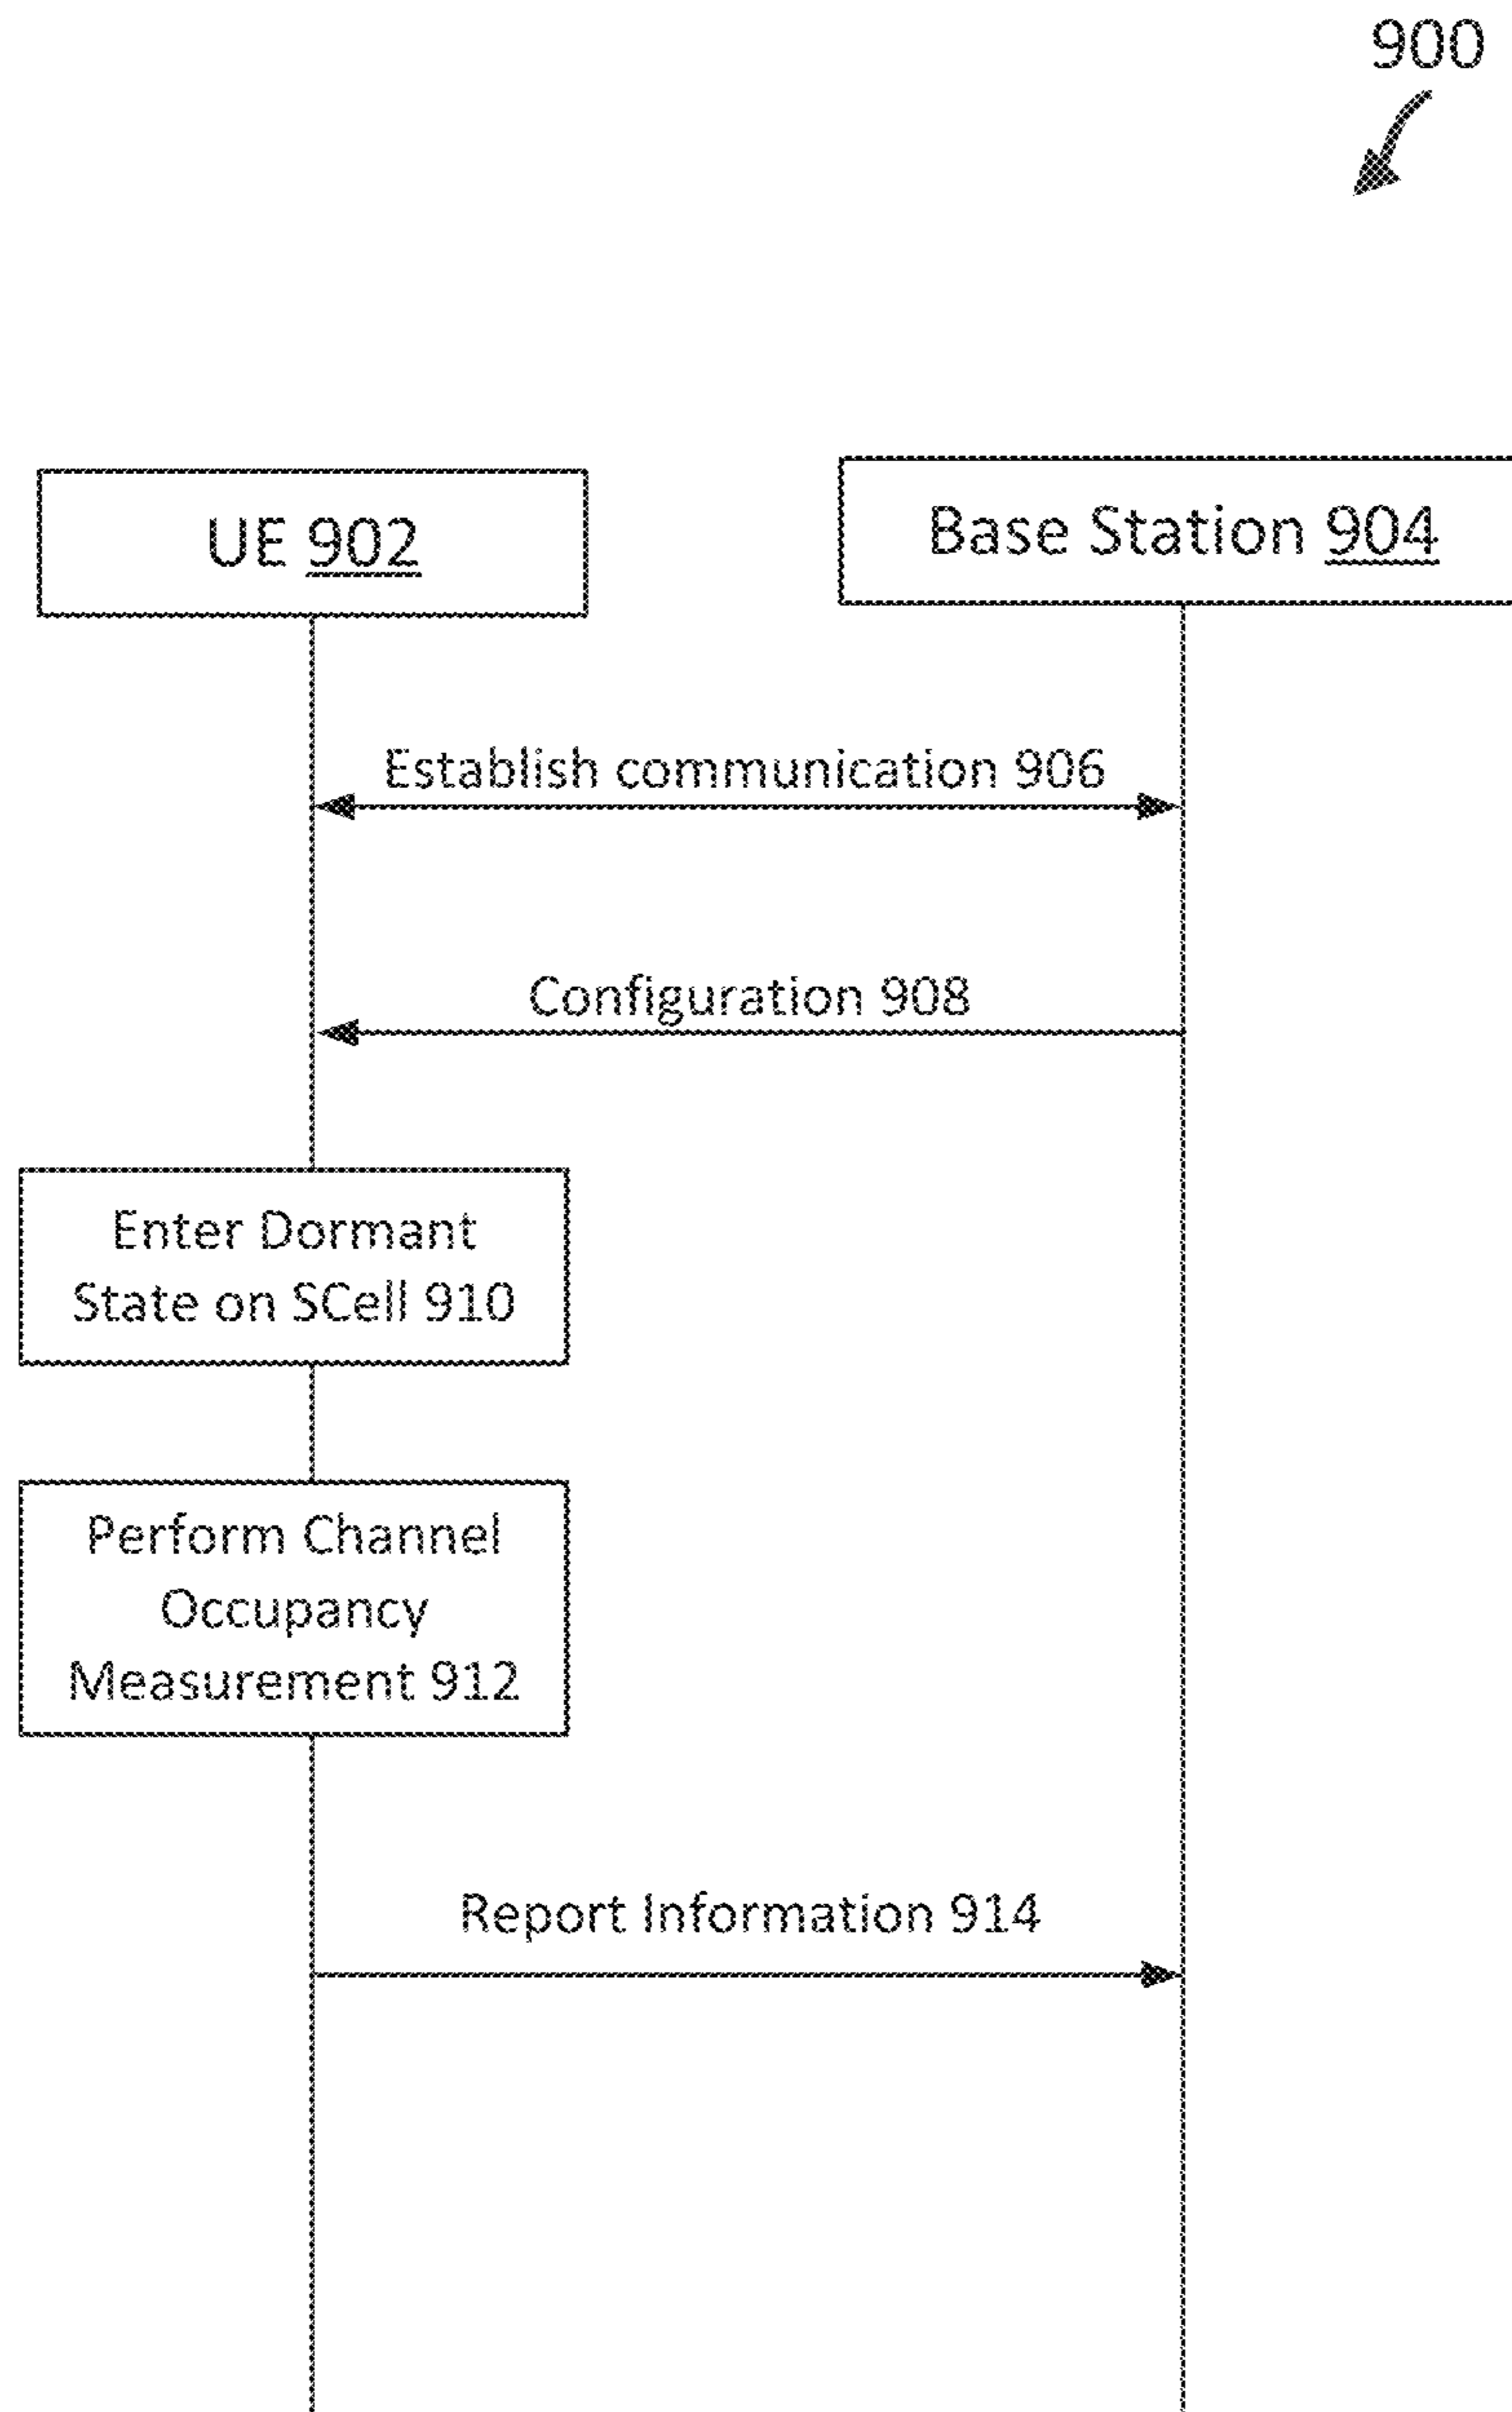 900
UE 902
Base Station 904
Establish communication 906
Configuration 908
Enter Dormant
State on SCell 910
Perform Channel
Occupancy
Measurement 912
Report Information 914